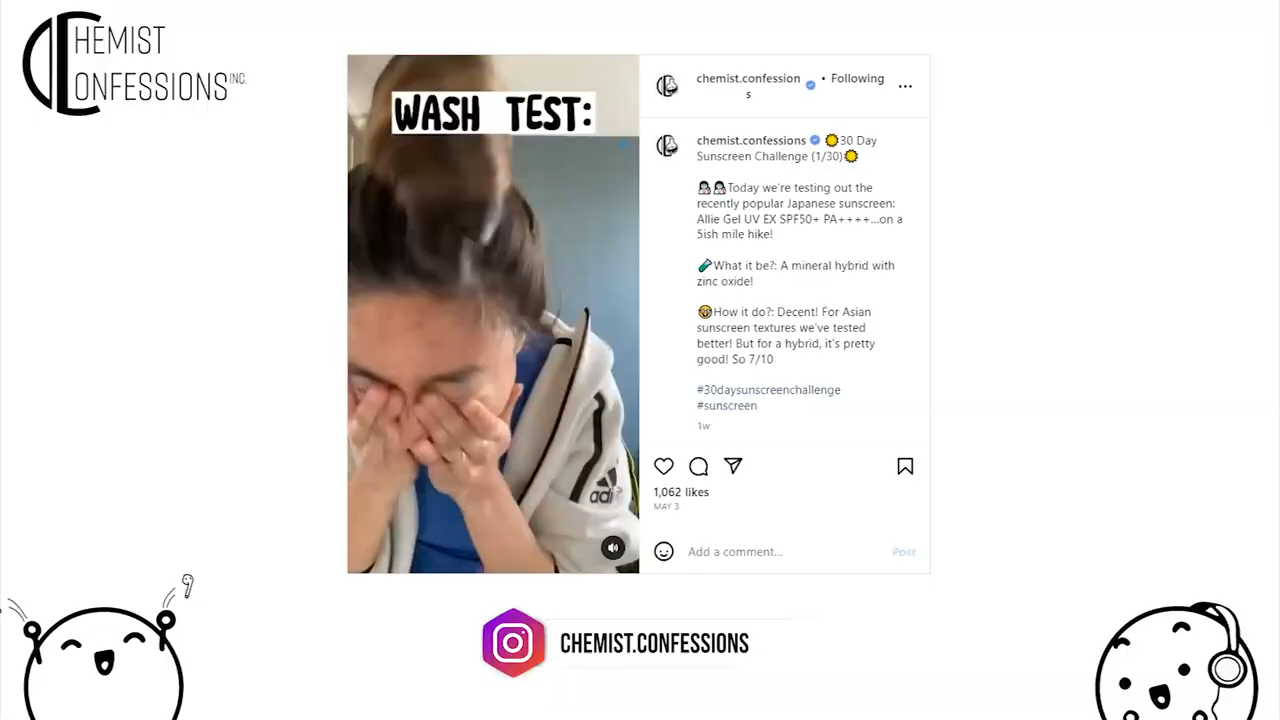 CHEMIST
CONFESSIONS INC.
WASH TEST:
adi
chemist.confession
s
• Following
chemist.confessions 30 Day
Sunscreen Challenge (1/30)
Today we're testing out the
recently popular Japanese sunscreen:
Allie Gel UV EX SPF50+ PA++++...on a
5ish mile hike!
What it be?: A mineral hybrid with
zinc oxide!
How it do?: Decent! For Asian
sunscreen textures we've tested
better! But for a hybrid, it's pretty
good! So 7/10
#30daysunscreenchallenge
#sunscreen
1w
1,062 likes
MAY 3
Add a comment...
Post
CHEMIST.CONFESSIONS